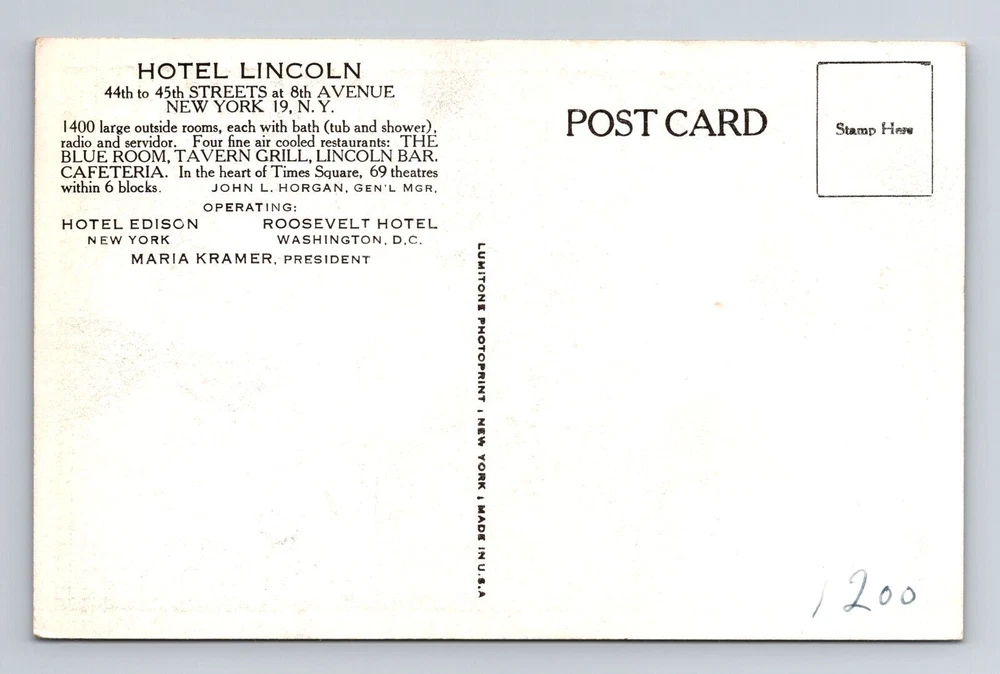 HOTEL LINCOLN
44th to 45th STREETS at 8th AVENUE
NEW YORK 19, N. Y.
1400 large outside rooms, each with bath (tub and shower),
radio and servidor. Four fine air cooled restaurants: THE
BLUE ROOM, TAVERN GRILL, LINCOLN BAR.
CAFETERIA. In the heart of Times Square, 69 theatres
within 6 blocks. JOHN L. HORGAN, GEN'L MGR,
OPERATING:
HOTEL EDISON ROOSEVELT HOTEL
NEW YORK WASHINGTON, D,C.
MARIA KRAMER, PRESIDENT
LUMITONE PHOTOPRINT , NEW YORK , MADE IN U.S.A
POST CARD
Stamp Here
200